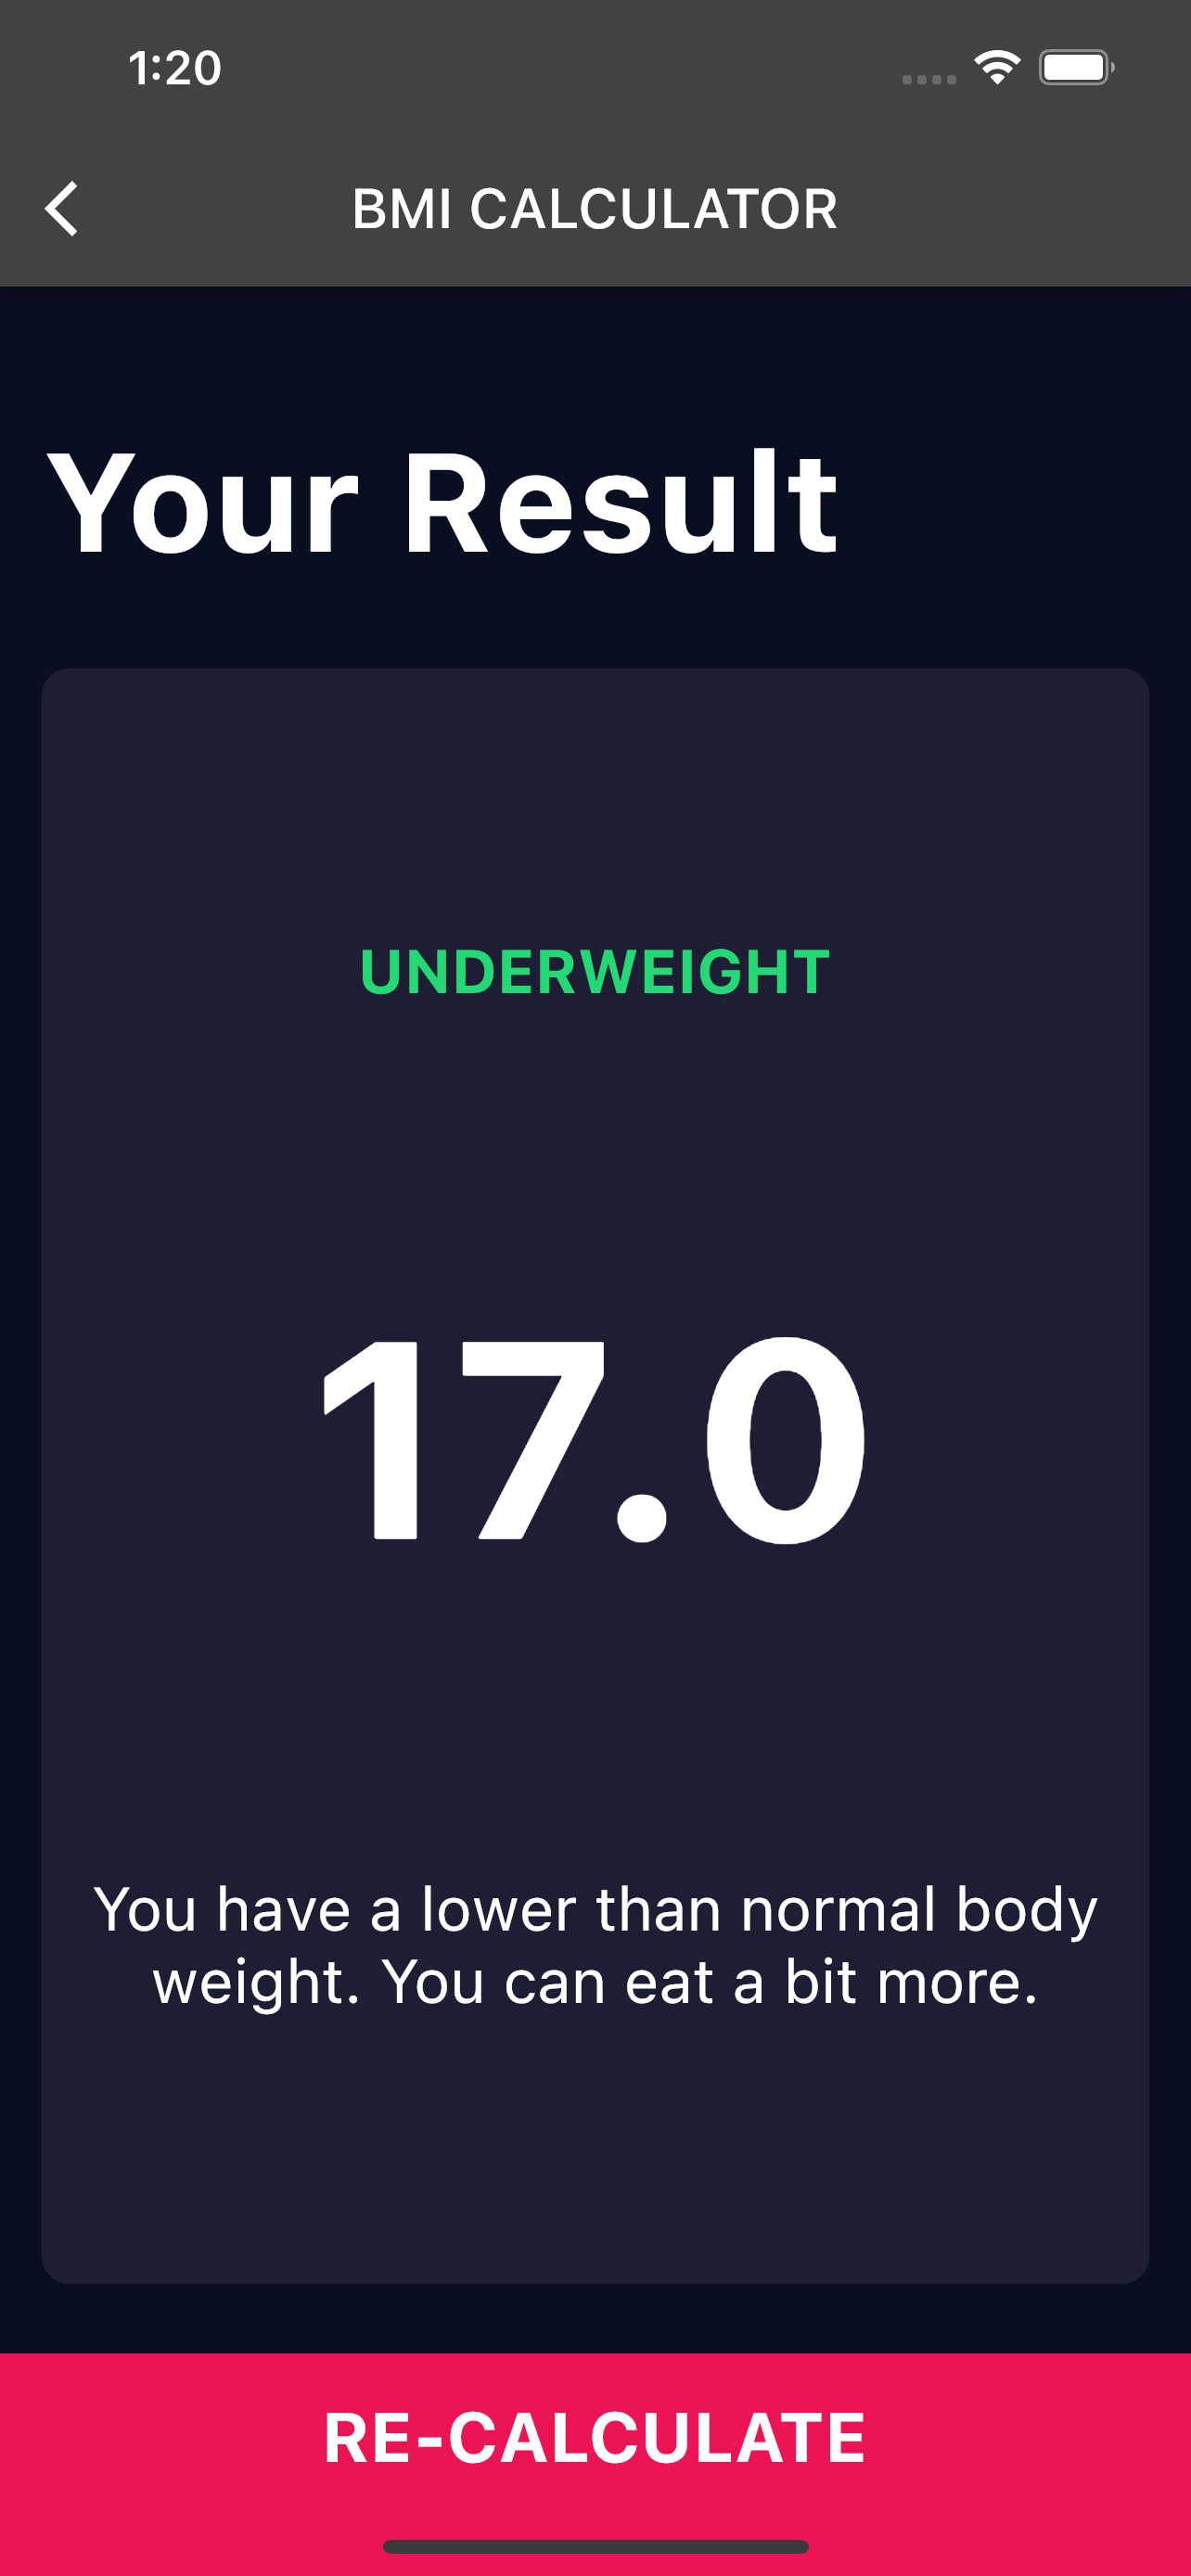 1:20
BMI CALCULATOR
Your Result
UNDERWEIGHT
17.0
You have a lower than normal body
weight. You can eat a bit more.
RE-CALCULATE